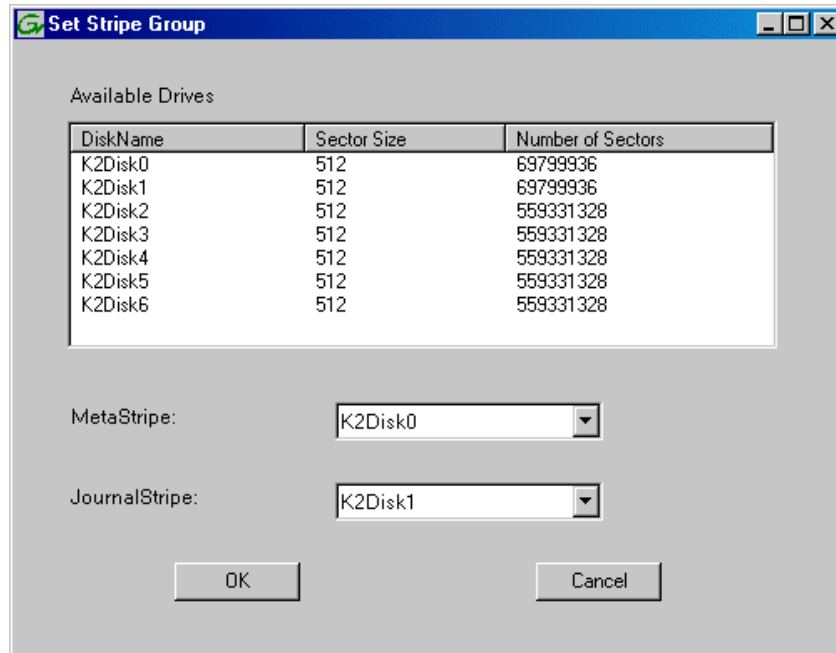 Set Stripe Group
Available Drives
DiskName Sector Size Number of Sectors
K2Disk0 512 69799936
K2Disk1 512 69799936
K2Disk2 512 559331328
K2Disk3 512 559331328
K2Disk4 512 559331328
K2Disk5 512 559331328
K2Disk6 512 559331328
MetaStripe: K2Disk0
JournalStripe: K2Disk1
OK Cancel